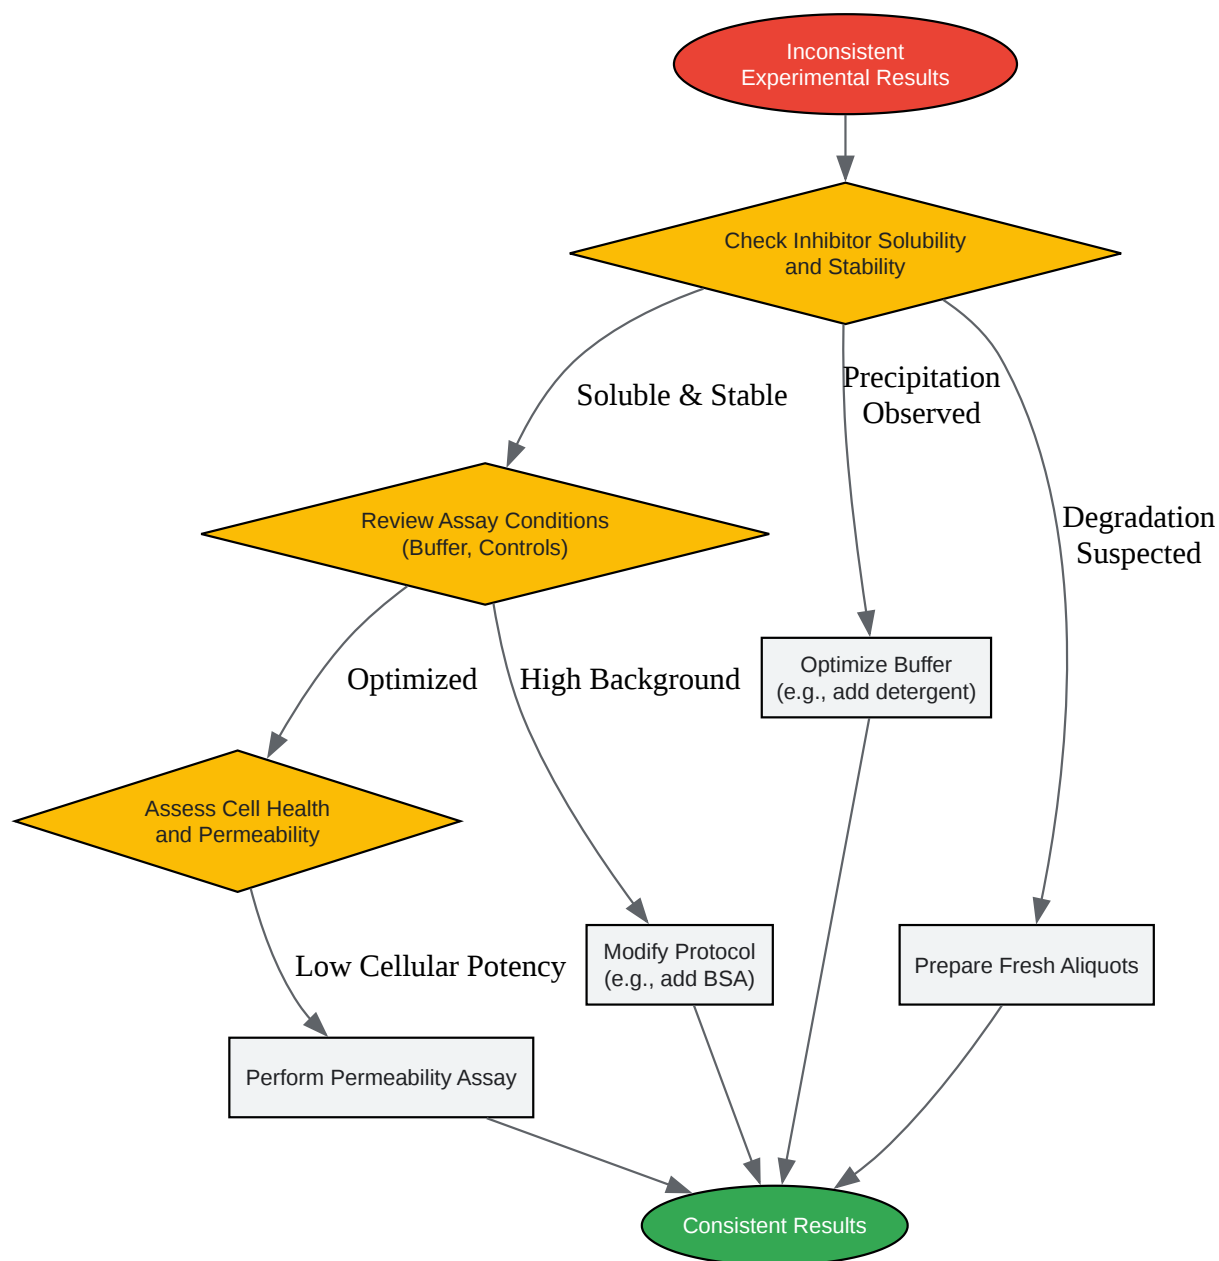 Inconsistent
Experimental Results
Check Inhibitor Solubility
and Stability
Soluble & Stable
Precipitation
Observed
Degradation
Suspected
Review Assay Conditions
(Buffer, Controls)
Optimized
High Background
Optimize Buffer
(e.g., add detergent)
Assess Cell Health
and Permeability
Low Cellular Potency
Modify Protocol
(e.g., add BSA)
Prepare Fresh Aliquots
Perform Permeability Assay
Consistent Results